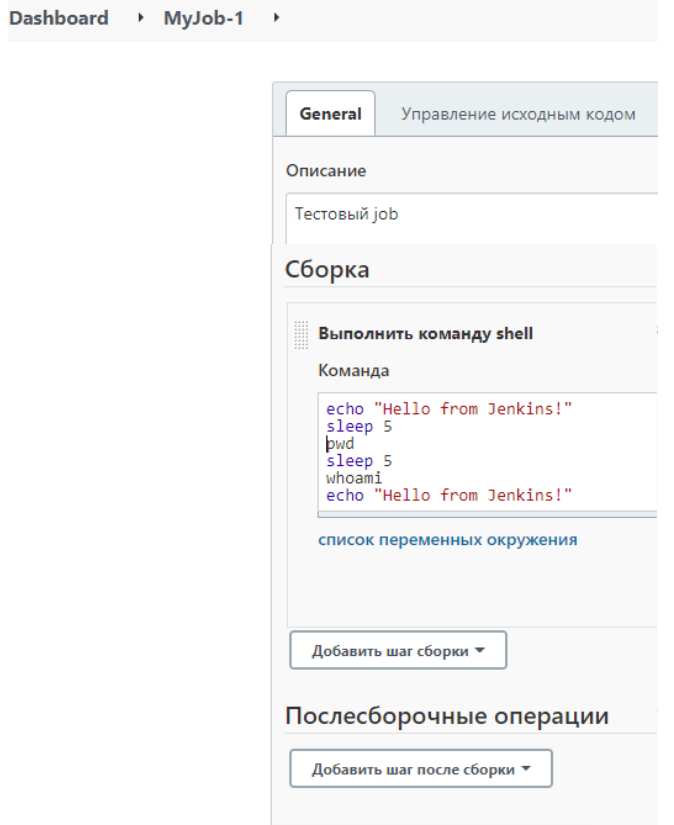 Dashboard MyJob-1
General Управление исходным кодом
Описание
Тестовый job
Сборка
Выполнить команду shell
Команда
echo "Hello from Jenkins!"
sleep 5
pwd
sleep 5
whoami
echo "Hello from Jenkins!"
список переменных окружения
Добавить шаг сборки
Послесборочные операции
Добавить шаг после сборки